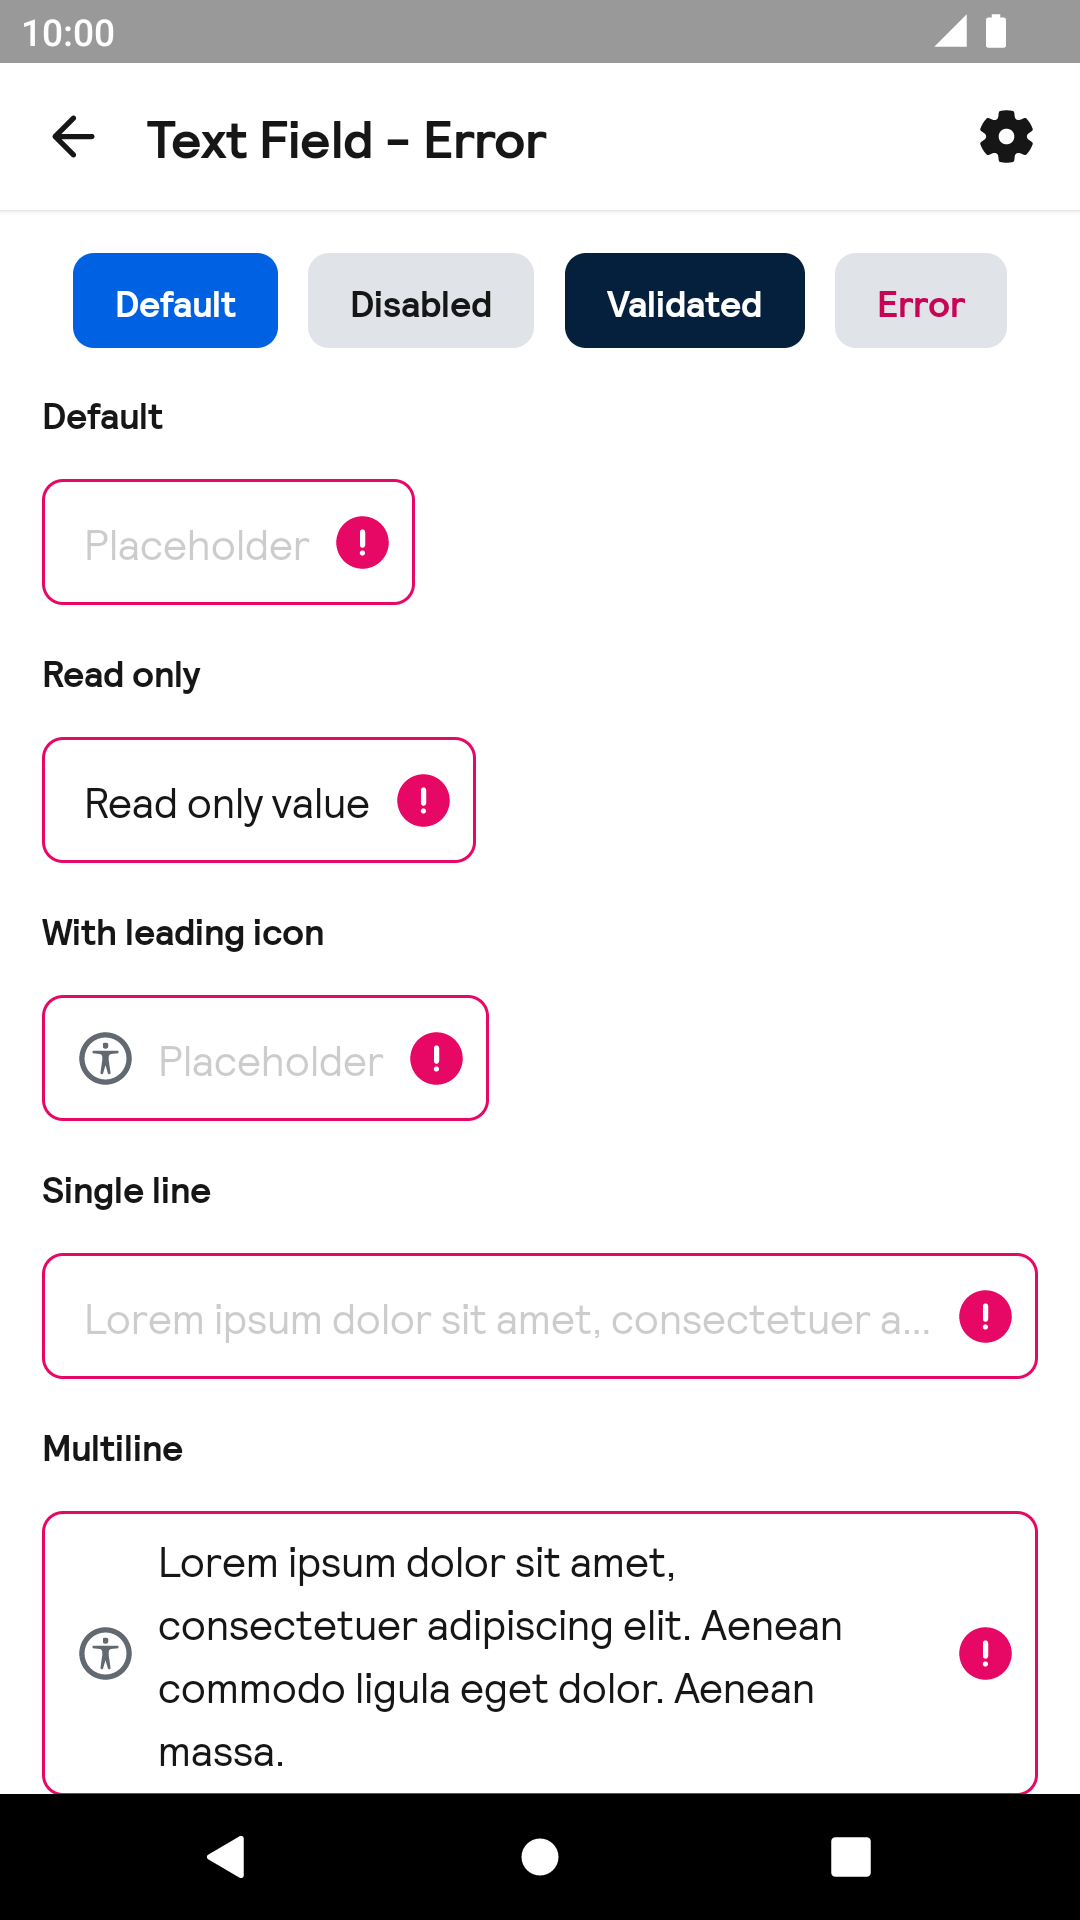 10:00
Text Field - Error
Default Disabled Validated Error
Default
Placeholder
Read only
Read only value
With leading icon
Placeholder
Single line
Lorem ipsum dolor sit amet, consectetuer a...
Multiline
Lorem ipsum dolor sit amet,
consectetuer adipiscing elit. Aenean
commodo ligula eget dolor. Aenean
massa.